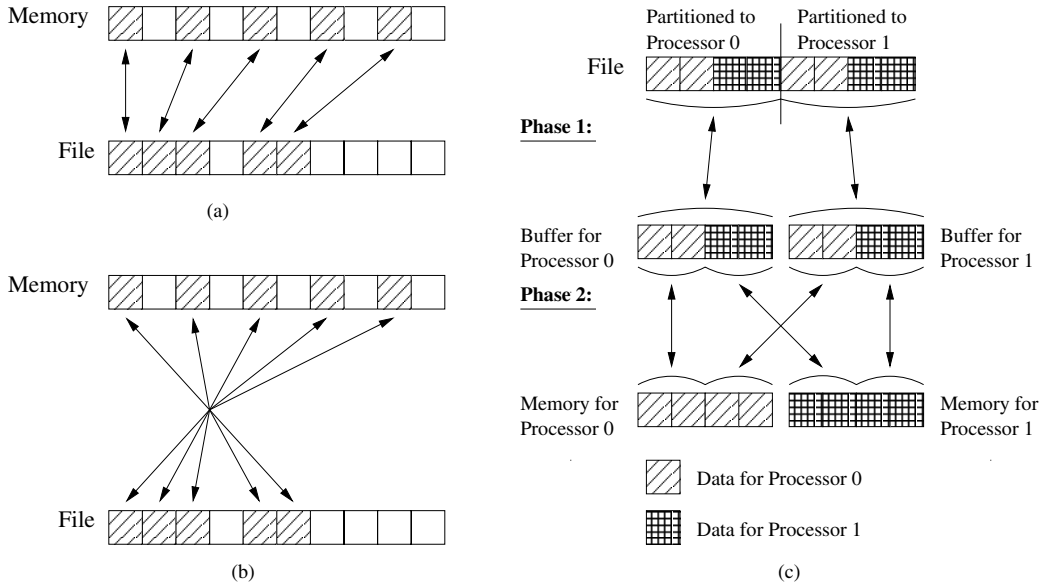 Memory
File
(a)
Memory
File
(b)
Partitioned to
Processor 0
Partitioned to
Processor 1
File
Phase 1:
Buffer for
Processor 0
Buffer for
Processor 1
Phase 2:
Memory for
Processor 0
Memory for
Processor 1
Data for Processor 0
Data for Processor 1
(c)